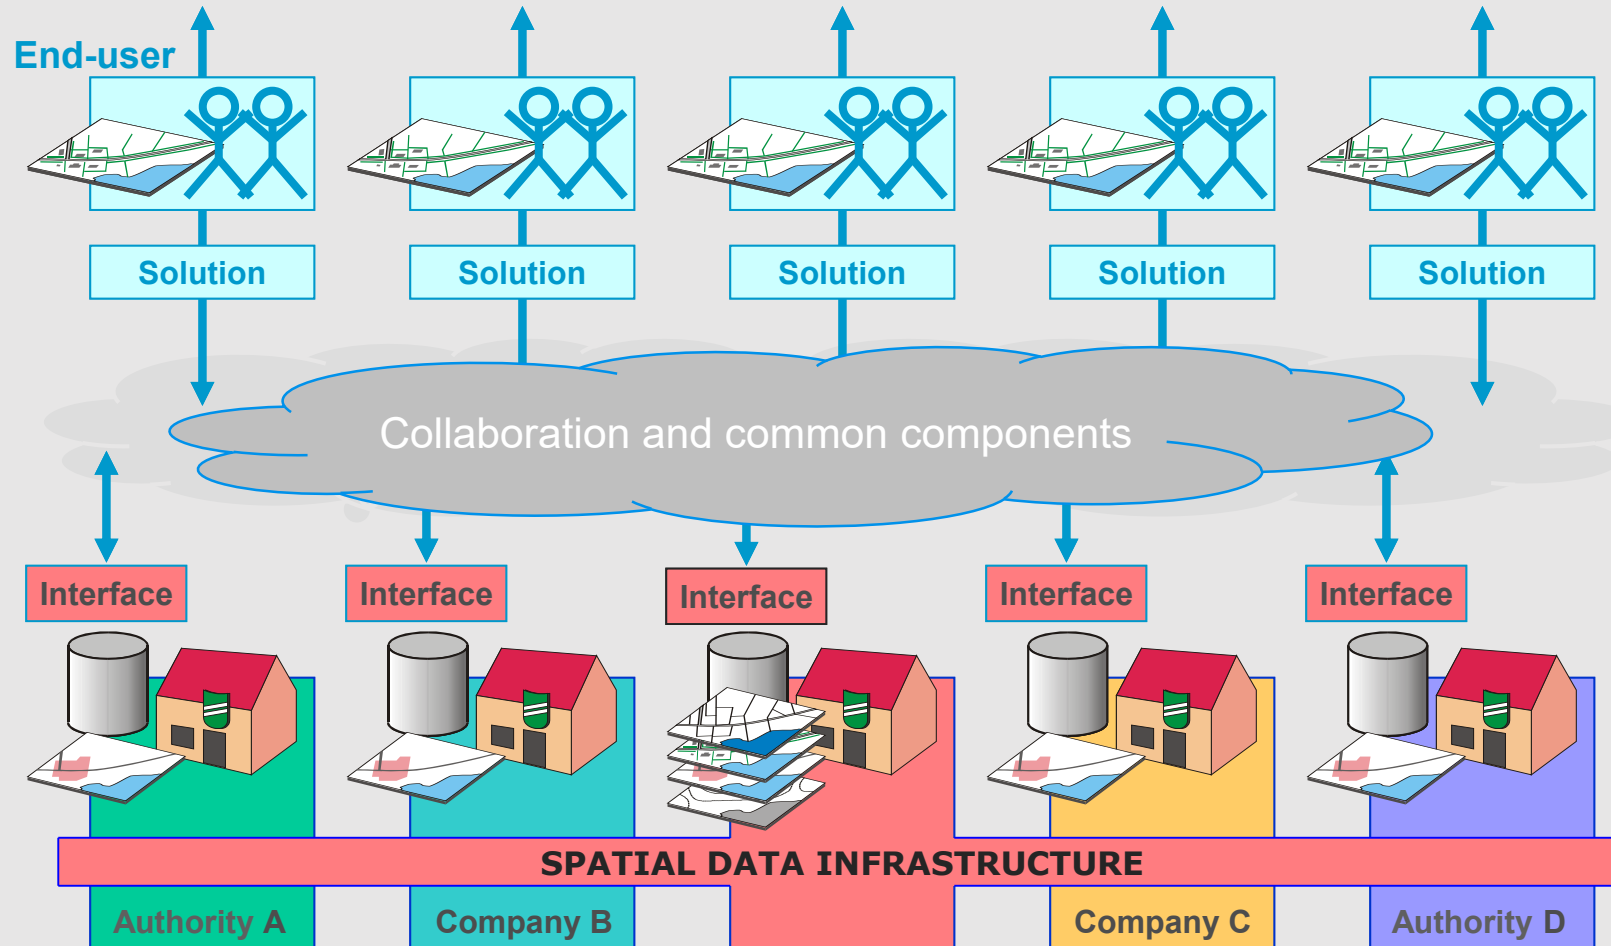 End-user
Solution
Solution
Solution
Solution
Solution
Collaboration and common components
Interface
Interface
Interface
Interface
Interface
SPATIAL DATA INFRASTRUCTURE
Authority A
Company B
Company C
Authority D